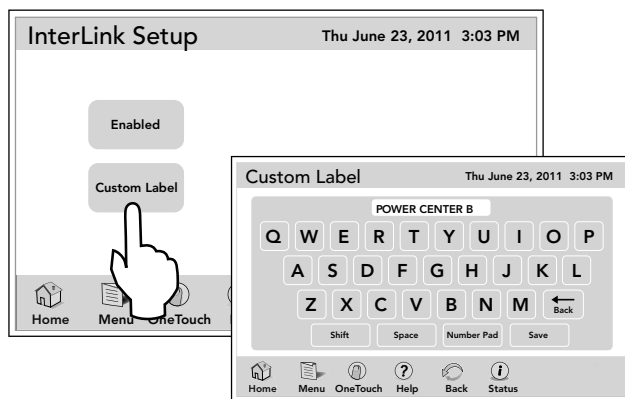 InterLink Setup Thu June 23, 2011 3:03 PM
Enabled
Custom Label
Home Menu OneTouch
Custom Label Thu June 23, 2011 3:03 PM
POWER CENTER B
Q W E R T Y U I O P
A S D F G H J K L
Z X C V B N M Back
Shift Space Number Pad Save
? i
Home Menu OneTouch Help Back Status